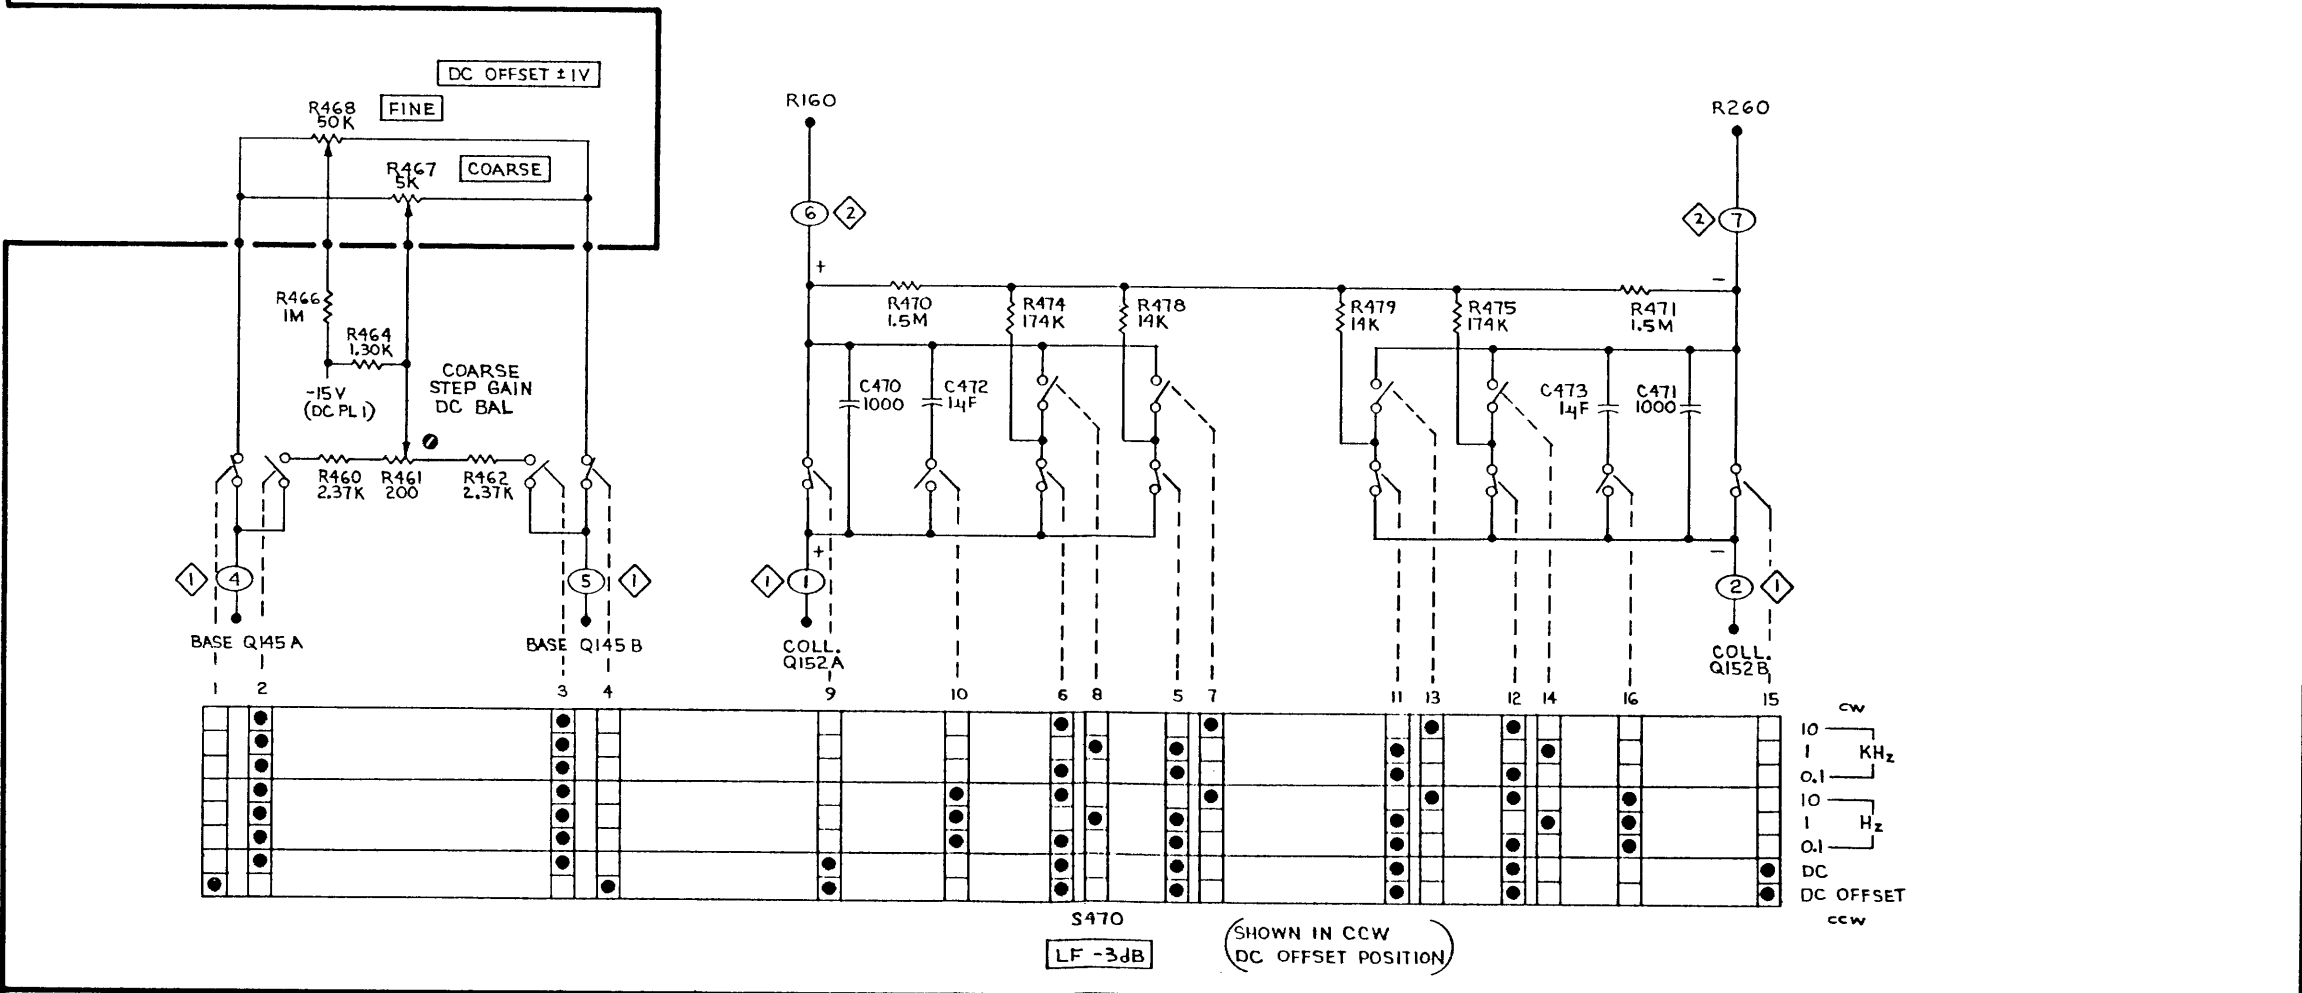 DC OFFSET ±1V
R468
50K
FINE
R467
5K
COARSE
R466
1M
R464
1.30K
-15V
(DC PL 1)
COARSE
STEP GAIN
DC BAL
R460
2.37K
R461
200
R462
2.37K
1
4
5
1
BASE Q145A
BASE Q145B
R160
6
2
+
R470
1.5M
R474
174K
R478
14K
C470
1000
C472
1µF
+
1
1
COLL.
Q152A
R260
2
7
−
R479
14K
R475
174K
R471
1.5M
C473
1µF
C471
1000
−
2
1
COLL.
Q152B
1 2 3 4 9 10 6 8 5 7 11 13 12 14 16 15
CW
10
1 KHz
0.1
10
1 Hz
0.1
DC
DC OFFSET
CCW
S470
LF -3dB
(SHOWN IN CCW
DC OFFSET POSITION)